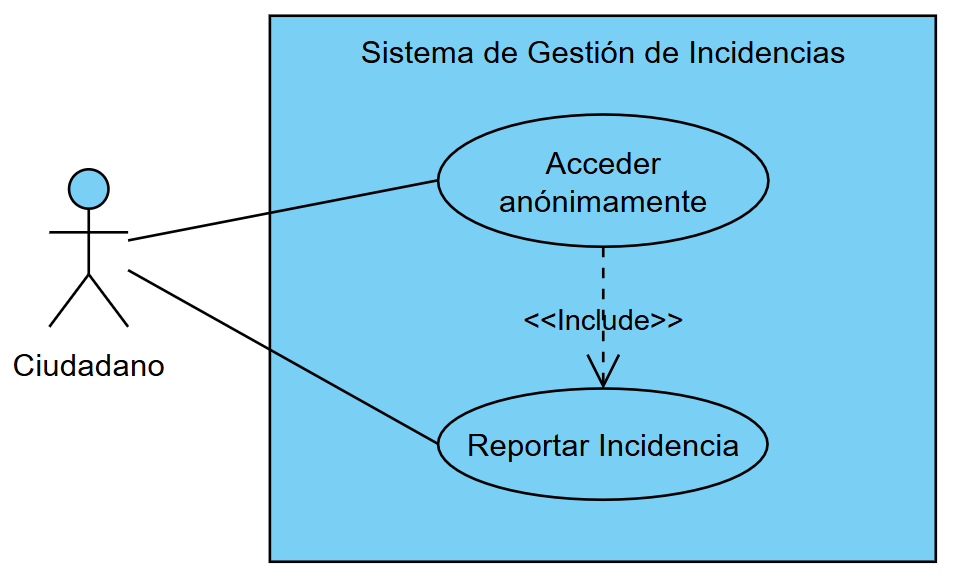 Sistema de Gestión de Incidencias
Acceder
anónimamente
<<Include>>
Ciudadano
Reportar Incidencia